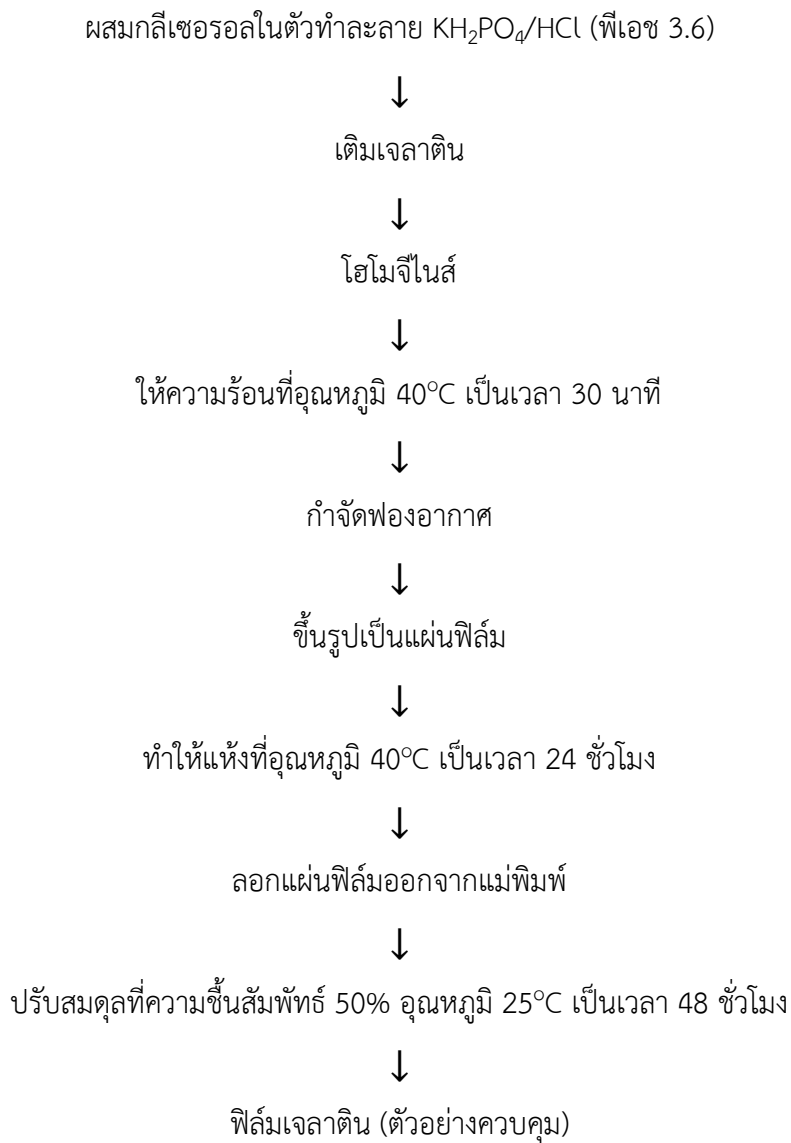 ผสมกลีเซอรอลในตัวทำละลาย KH₂PO₄/HCl (พีเอช 3.6)
↓
เติมเจลาติน
↓
โฮโมจีไนส์
↓
ให้ความร้อนที่อุณหภูมิ 40°C เป็นเวลา 30 นาที
↓
กำจัดฟองอากาศ
↓
ขึ้นรูปเป็นแผ่นฟิล์ม
↓
ทำให้แห้งที่อุณหภูมิ 40°C เป็นเวลา 24 ชั่วโมง
↓
ลอกแผ่นฟิล์มออกจากแม่พิมพ์
↓
ปรับสมดุลที่ความชื้นสัมพัทธ์ 50% อุณหภูมิ 25°C เป็นเวลา 48 ชั่วโมง
↓
ฟิล์มเจลาติน (ตัวอย่างควบคุม)